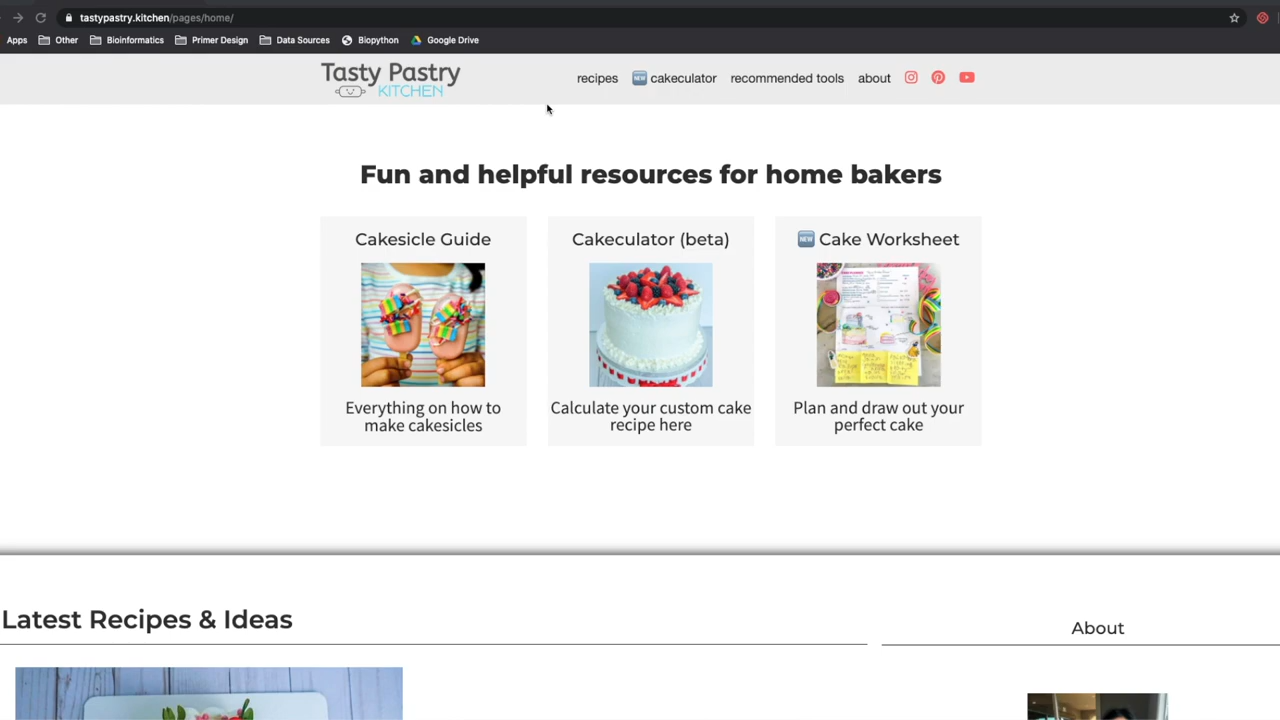 tastypastry.kitchen/pages/home/
Apps Other Bioinformatics Primer Design Data Sources Biopython Google Drive
Tasty Pastry
KITCHEN
recipes NEW cakeculator recommended tools about
Fun and helpful resources for home bakers
Cakesicle Guide
Everything on how to
make cakesicles
Cakeculator (beta)
Calculate your custom cake
recipe here
NEW Cake Worksheet
Plan and draw out your
perfect cake
Latest Recipes & Ideas
About